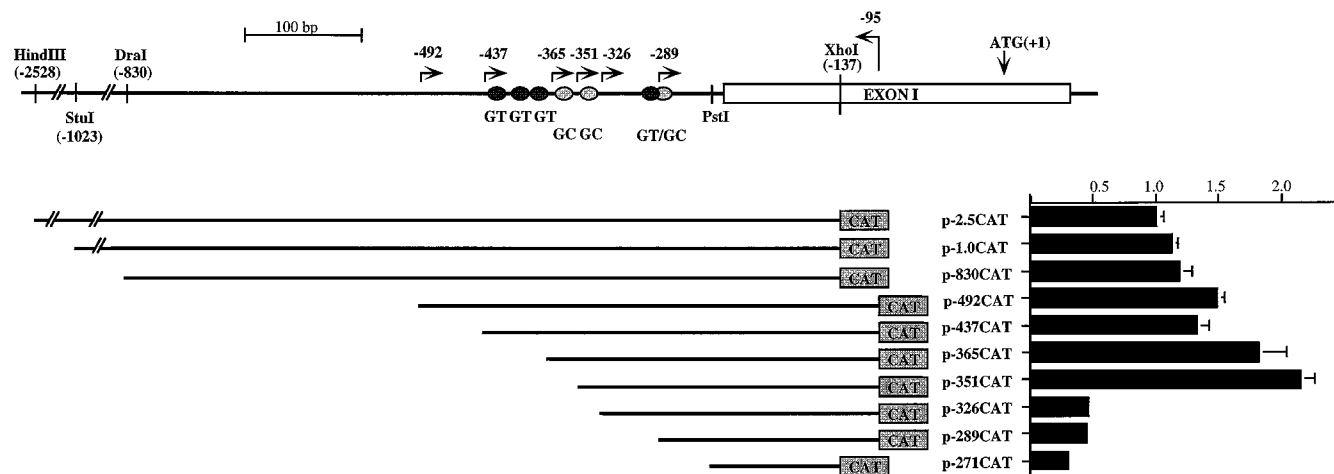 100 bp
-95
HindIII
(-2528)
DraI
(-830)
-492
-437
-365
-351
-326
-289
XhoI
(-137)
ATG(+1)
EXON I
StuI
(-1023)
GT GT GT
GC GC
GT/GC
PstI
0.5 1.0 1.5 2.0
CAT p-2.5CAT
CAT p-1.0CAT
CAT p-830CAT
CAT p-492CAT
CAT p-437CAT
CAT p-365CAT
CAT p-351CAT
CAT p-326CAT
CAT p-289CAT
CAT p-271CAT